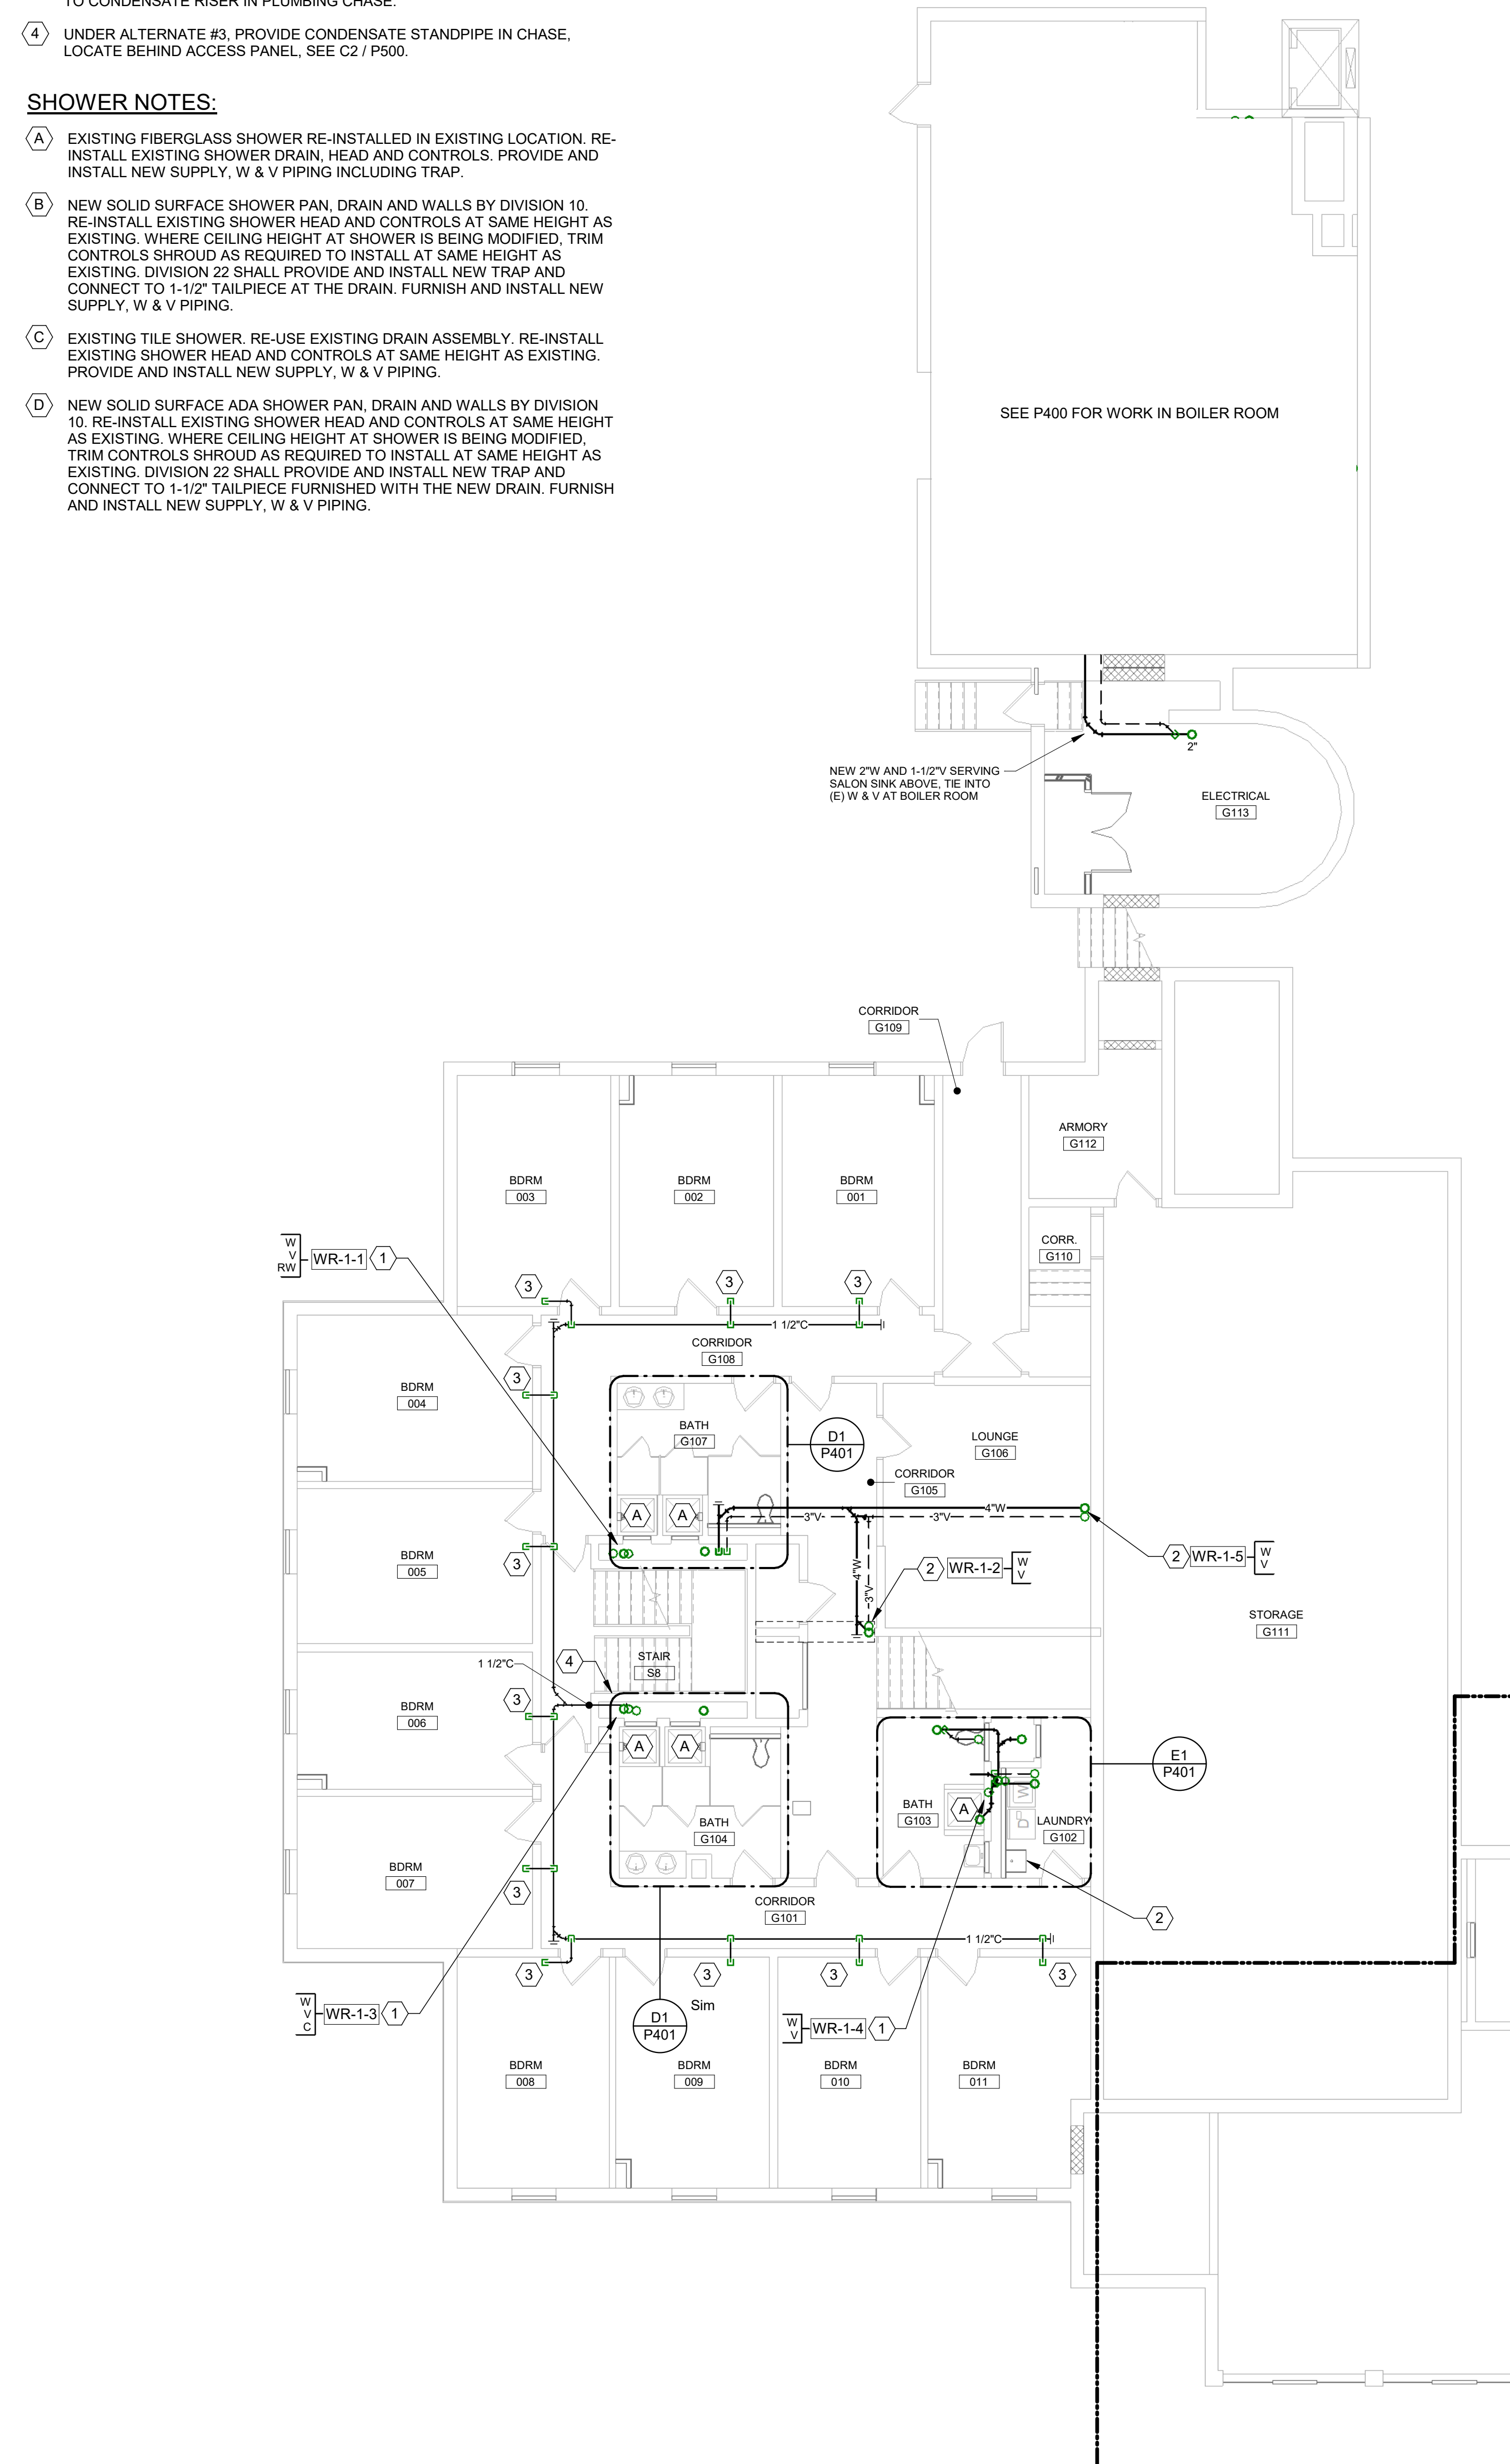 TO CONDENSATE RISER IN PLUMBING CHASE.
4
UNDER ALTERNATE #3, PROVIDE CONDENSATE STANDPIPE IN CHASE,
LOCATE BEHIND ACCESS PANEL, SEE C2 / P500.
SHOWER NOTES:
A
EXISTING FIBERGLASS SHOWER RE-INSTALLED IN EXISTING LOCATION. RE-
INSTALL EXISTING SHOWER DRAIN, HEAD AND CONTROLS. PROVIDE AND
INSTALL NEW SUPPLY, W & V PIPING INCLUDING TRAP.
B
NEW SOLID SURFACE SHOWER PAN, DRAIN AND WALLS BY DIVISION 10.
RE-INSTALL EXISTING SHOWER HEAD AND CONTROLS AT SAME HEIGHT AS
EXISTING. WHERE CEILING HEIGHT AT SHOWER IS BEING MODIFIED, TRIM
CONTROLS SHROUD AS REQUIRED TO INSTALL AT SAME HEIGHT AS
EXISTING. DIVISION 22 SHALL PROVIDE AND INSTALL NEW TRAP AND
CONNECT TO 1-1/2" TAILPIECE AT THE DRAIN. FURNISH AND INSTALL NEW
SUPPLY, W & V PIPING.
C
EXISTING TILE SHOWER. RE-USE EXISTING DRAIN ASSEMBLY. RE-INSTALL
EXISTING SHOWER HEAD AND CONTROLS AT SAME HEIGHT AS EXISTING.
PROVIDE AND INSTALL NEW SUPPLY, W & V PIPING.
D
NEW SOLID SURFACE ADA SHOWER PAN, DRAIN AND WALLS BY DIVISION
10. RE-INSTALL EXISTING SHOWER HEAD AND CONTROLS AT SAME HEIGHT
AS EXISTING. WHERE CEILING HEIGHT AT SHOWER IS BEING MODIFIED,
TRIM CONTROLS SHROUD AS REQUIRED TO INSTALL AT SAME HEIGHT AS
EXISTING. DIVISION 22 SHALL PROVIDE AND INSTALL NEW TRAP AND
CONNECT TO 1-1/2" TAILPIECE FURNISHED WITH THE NEW DRAIN. FURNISH
AND INSTALL NEW SUPPLY, W & V PIPING.
SEE P400 FOR WORK IN BOILER ROOM
2"
NEW 2"W AND 1-1/2"V SERVING
SALON SINK ABOVE, TIE INTO
(E) W & V AT BOILER ROOM
ELECTRICAL
G113
CORRIDOR
G109
ARMORY
G112
BDRM
003
BDRM
002
BDRM
001
CORR.
G110
W
V
RW
WR-1-1
1
3
3
3
1 1/2"C
CORRIDOR
G108
3
BDRM
004
BATH
G107
D1
P401
LOUNGE
G106
CORRIDOR
G105
A
A
4"W
3"V
3"V
3
BDRM
005
4"W
3"V
2
WR-1-2
W
V
2
WR-1-5
W
V
STORAGE
G111
STAIR
S8
4
1 1/2"C
3
BDRM
006
A
A
BATH
G104
E1
P401
W
D
BATH
G103
A
LAUNDRY
G102
BDRM
007
3
CORRIDOR
G101
2
1 1/2"C
3
3
3
3
W
V
C
WR-1-3
1
D1
P401
Sim
W
V
WR-1-4
1
BDRM
008
BDRM
009
BDRM
010
BDRM
011